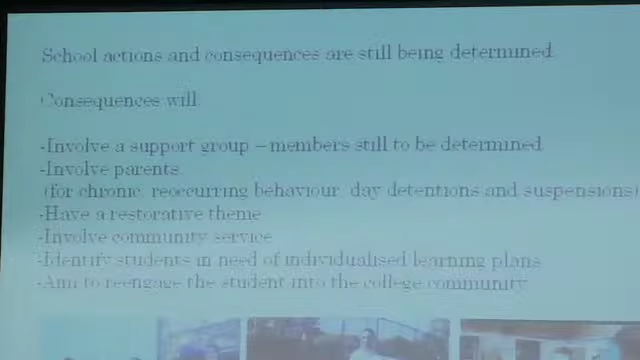 School actions and consequences are still being determined.
Consequences will
-Involve a support group – members still to be determined
-Involve parents
(for chronic, reoccurring behaviour, day detentions and suspensions)
-Have a restorative theme
-Involve community service
-Identify students in need of individualised learning plans
-Aim to reengage the student into the college community